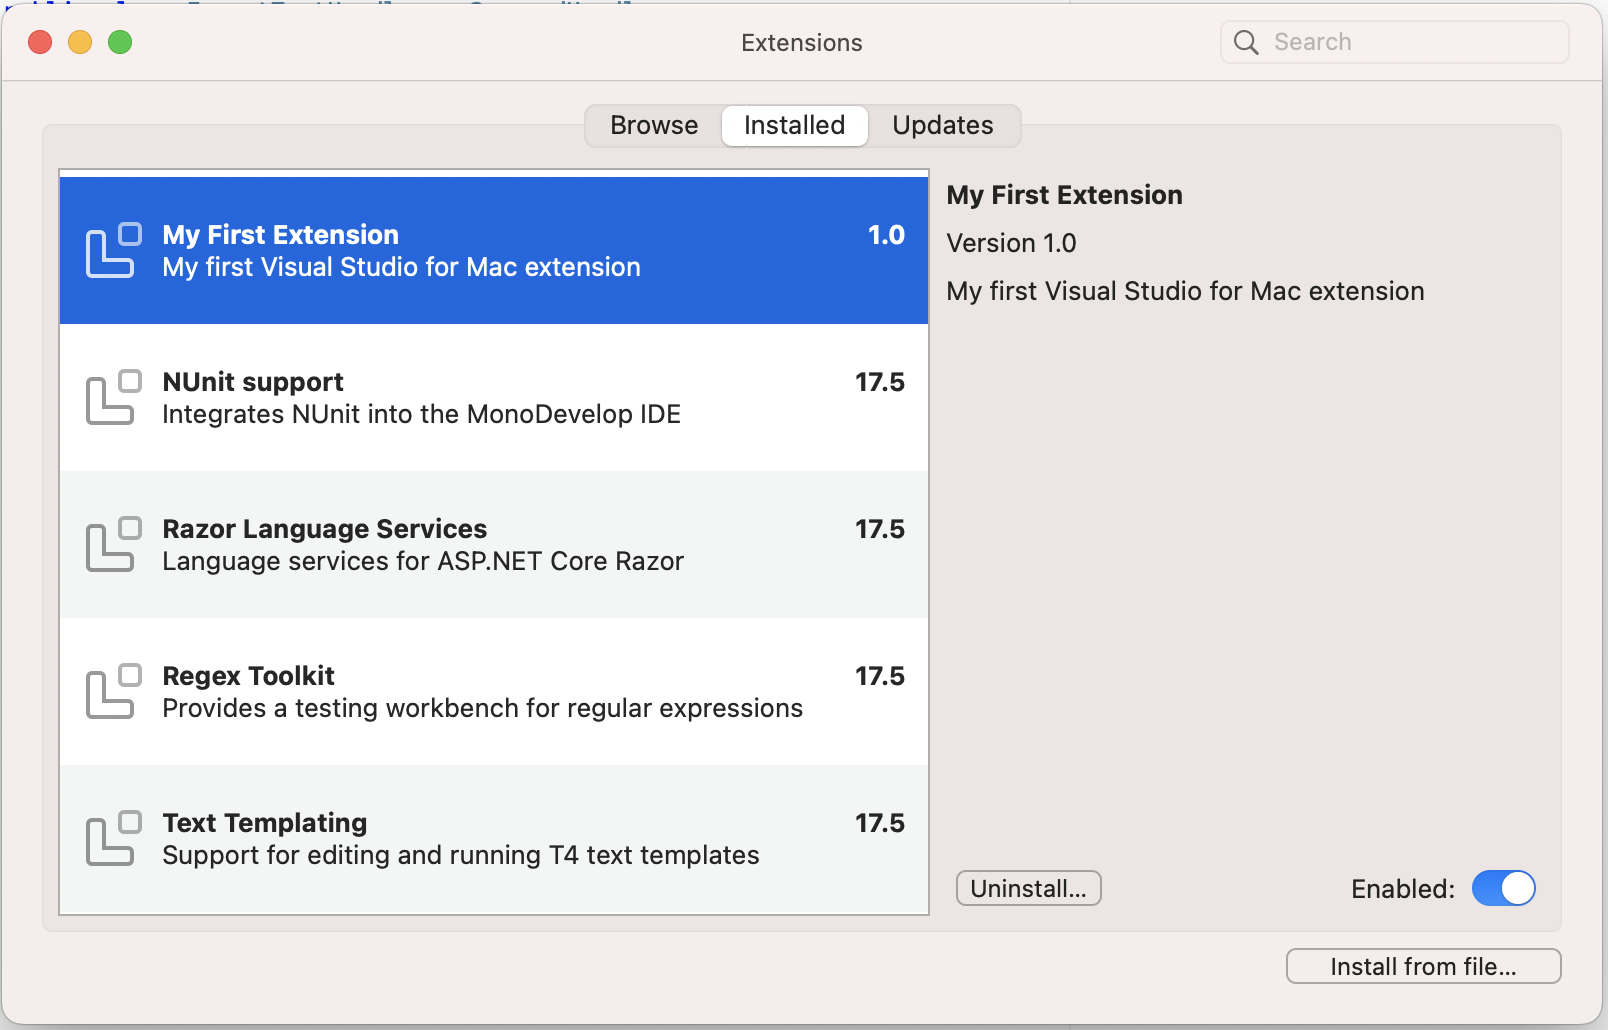 Extensions
Search
Browse Installed Updates
My First Extension 1.0
My first Visual Studio for Mac extension
NUnit support 17.5
Integrates NUnit into the MonoDevelop IDE
Razor Language Services 17.5
Language services for ASP.NET Core Razor
Regex Toolkit 17.5
Provides a testing workbench for regular expressions
Text Templating 17.5
Support for editing and running T4 text templates
My First Extension
Version 1.0
My first Visual Studio for Mac extension
Uninstall...
Enabled:
Install from file...